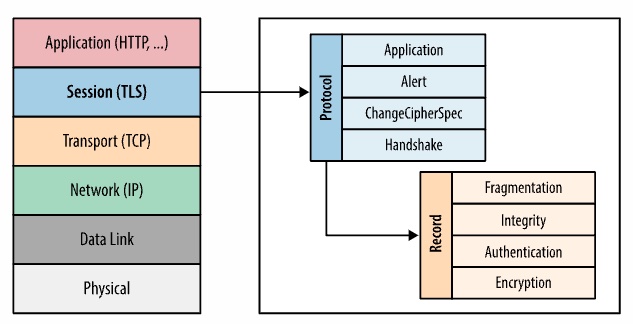 Application (HTTP, ...)
Session (TLS)
Transport (TCP)
Network (IP)
Data Link
Physical
Protocol
Application
Alert
ChangeCipherSpec
Handshake
Record
Fragmentation
Integrity
Authentication
Encryption